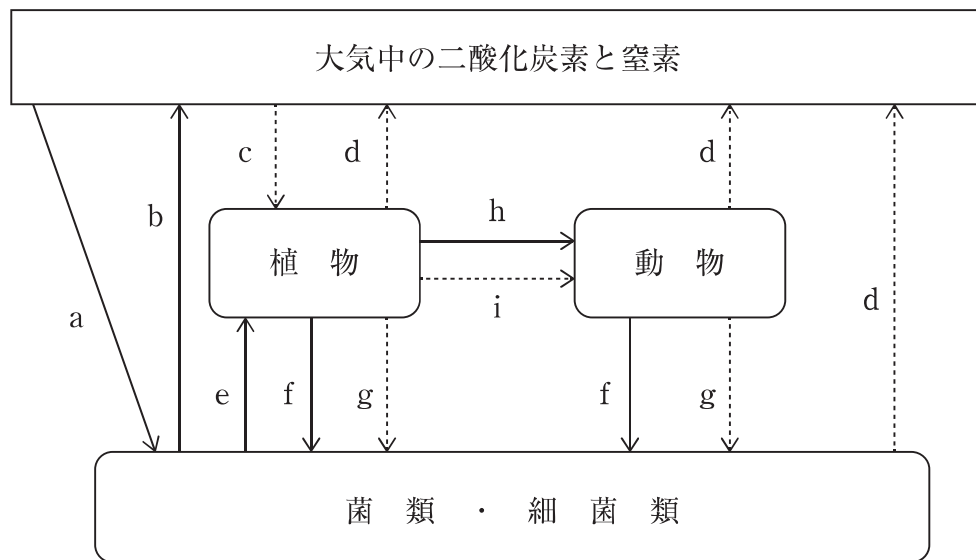 大気中の二酸化炭素と窒素
c d d
b h
植 物 動 物
a i d
e f g f g
菌 類 ・ 細 菌 類